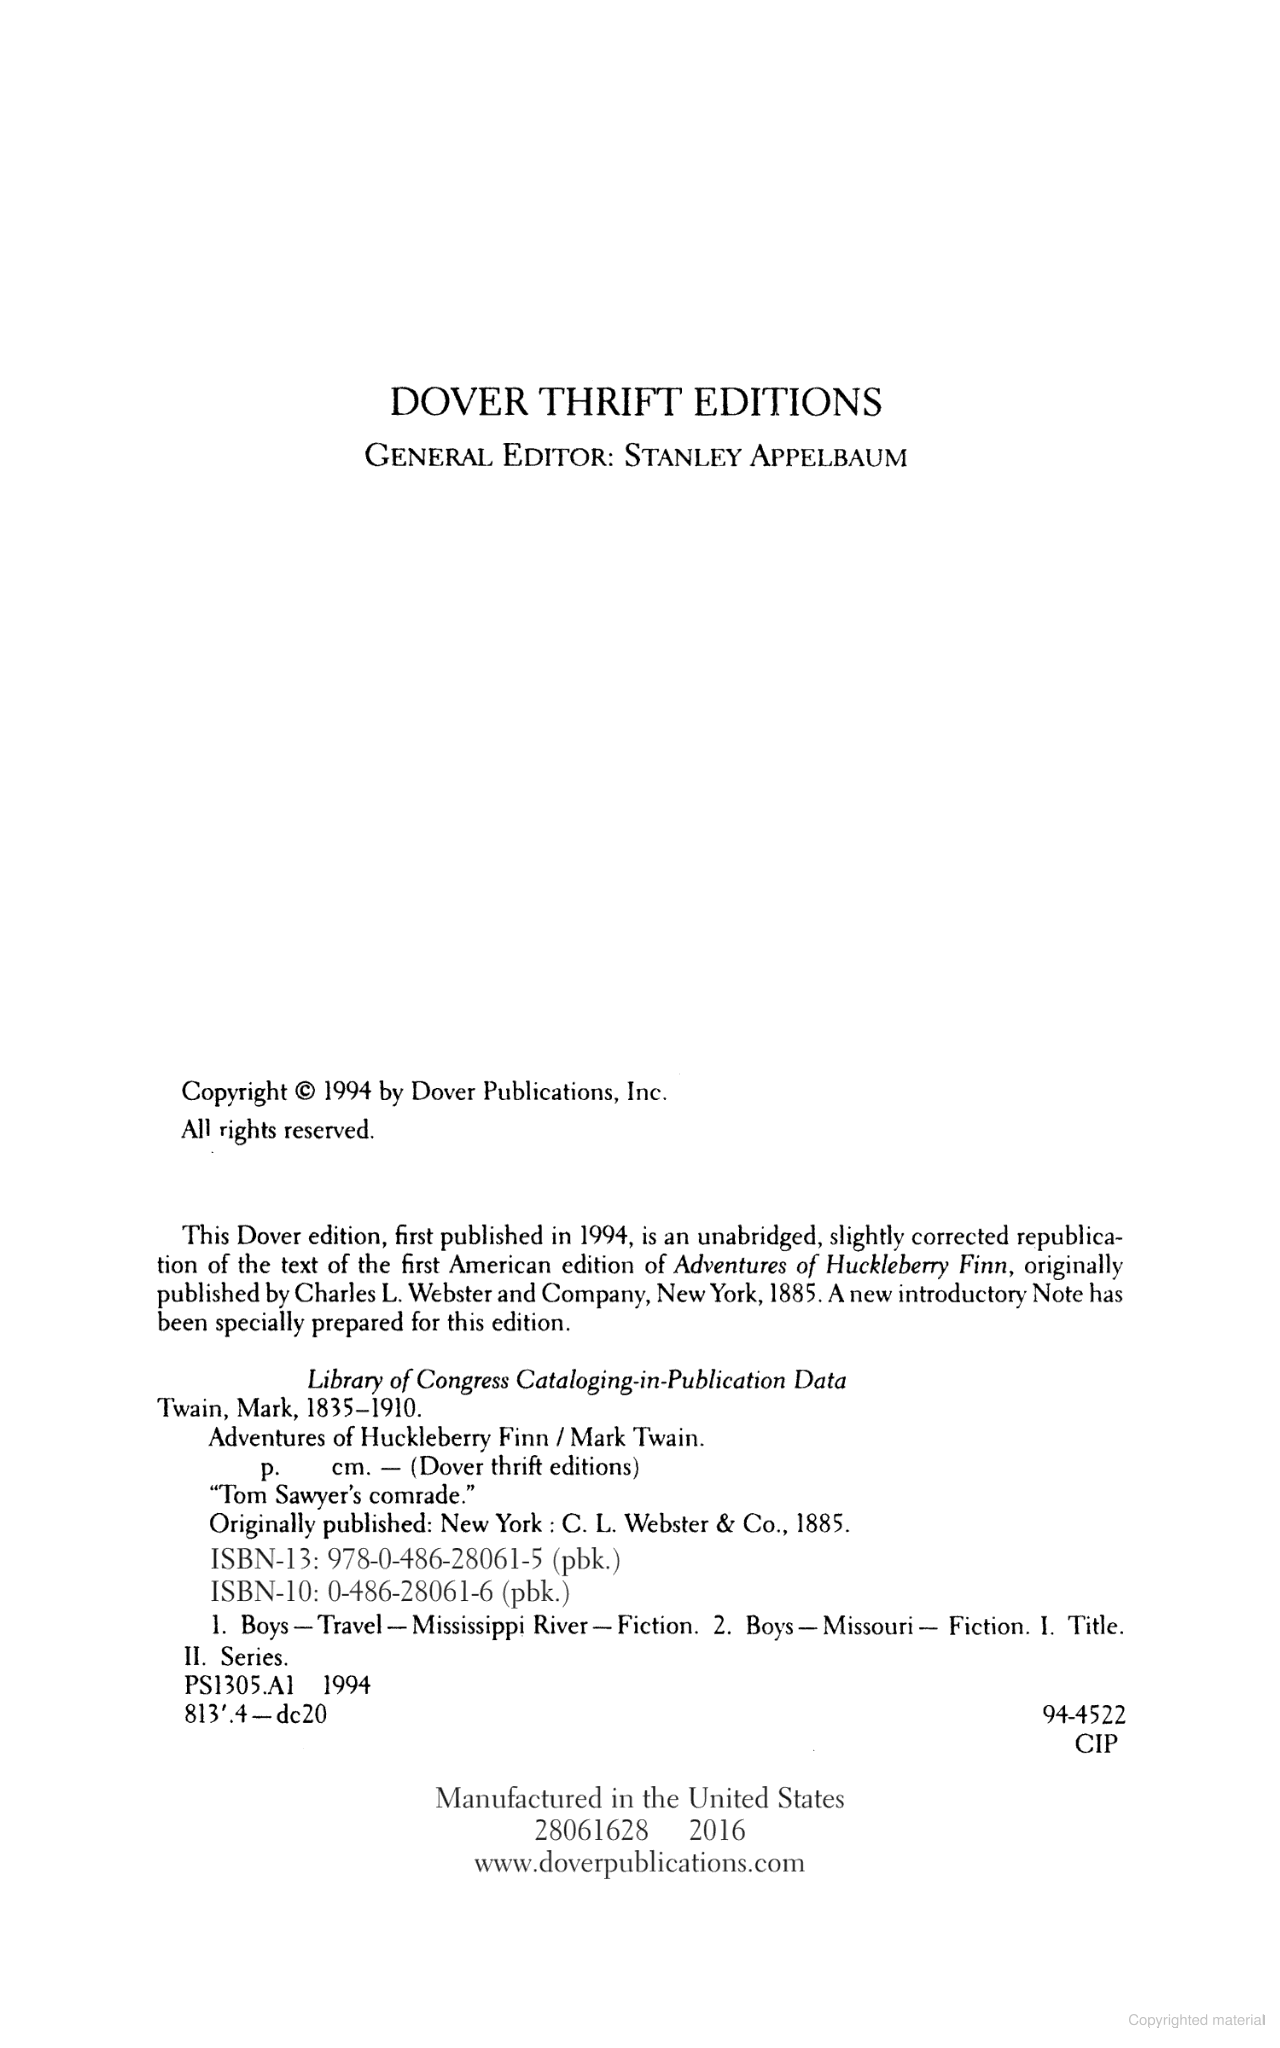 DOVER THRIFT EDITIONS
GENERAL EDITOR: STANLEY APPELBAUM
Copyright © 1994 by Dover Publications, Inc.
All rights reserved.
This Dover edition, first published in 1994, is an unabridged, slightly corrected republica-
tion of the text of the first American edition of Adventures of Huckleberry Finn, originally
published by Charles L. Webster and Company, New York, 1885. A new introductory Note has
been specially prepared for this edition.
Library of Congress Cataloging-in-Publication Data
Twain, Mark, 1835–1910.
Adventures of Huckleberry Finn / Mark Twain.
p. cm. — (Dover thrift editions)
“Tom Sawyer’s comrade.”
Originally published: New York : C. L. Webster & Co., 1885.
ISBN-13: 978-0-486-28061-5 (pbk.)
ISBN-10: 0-486-28061-6 (pbk.)
1. Boys — Travel — Mississippi River — Fiction. 2. Boys — Missouri — Fiction. I. Title.
II. Series.
PS1305.A1 1994
813′.4 — dc20 94-4522
CIP
Manufactured in the United States
28061628 2016
www.doverpublications.com
Copyrighted material